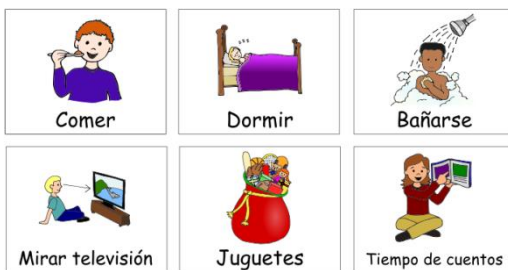 Comer
Dormir
Bañarse
Mirar televisión
Juguetes
Tiempo de cuentos